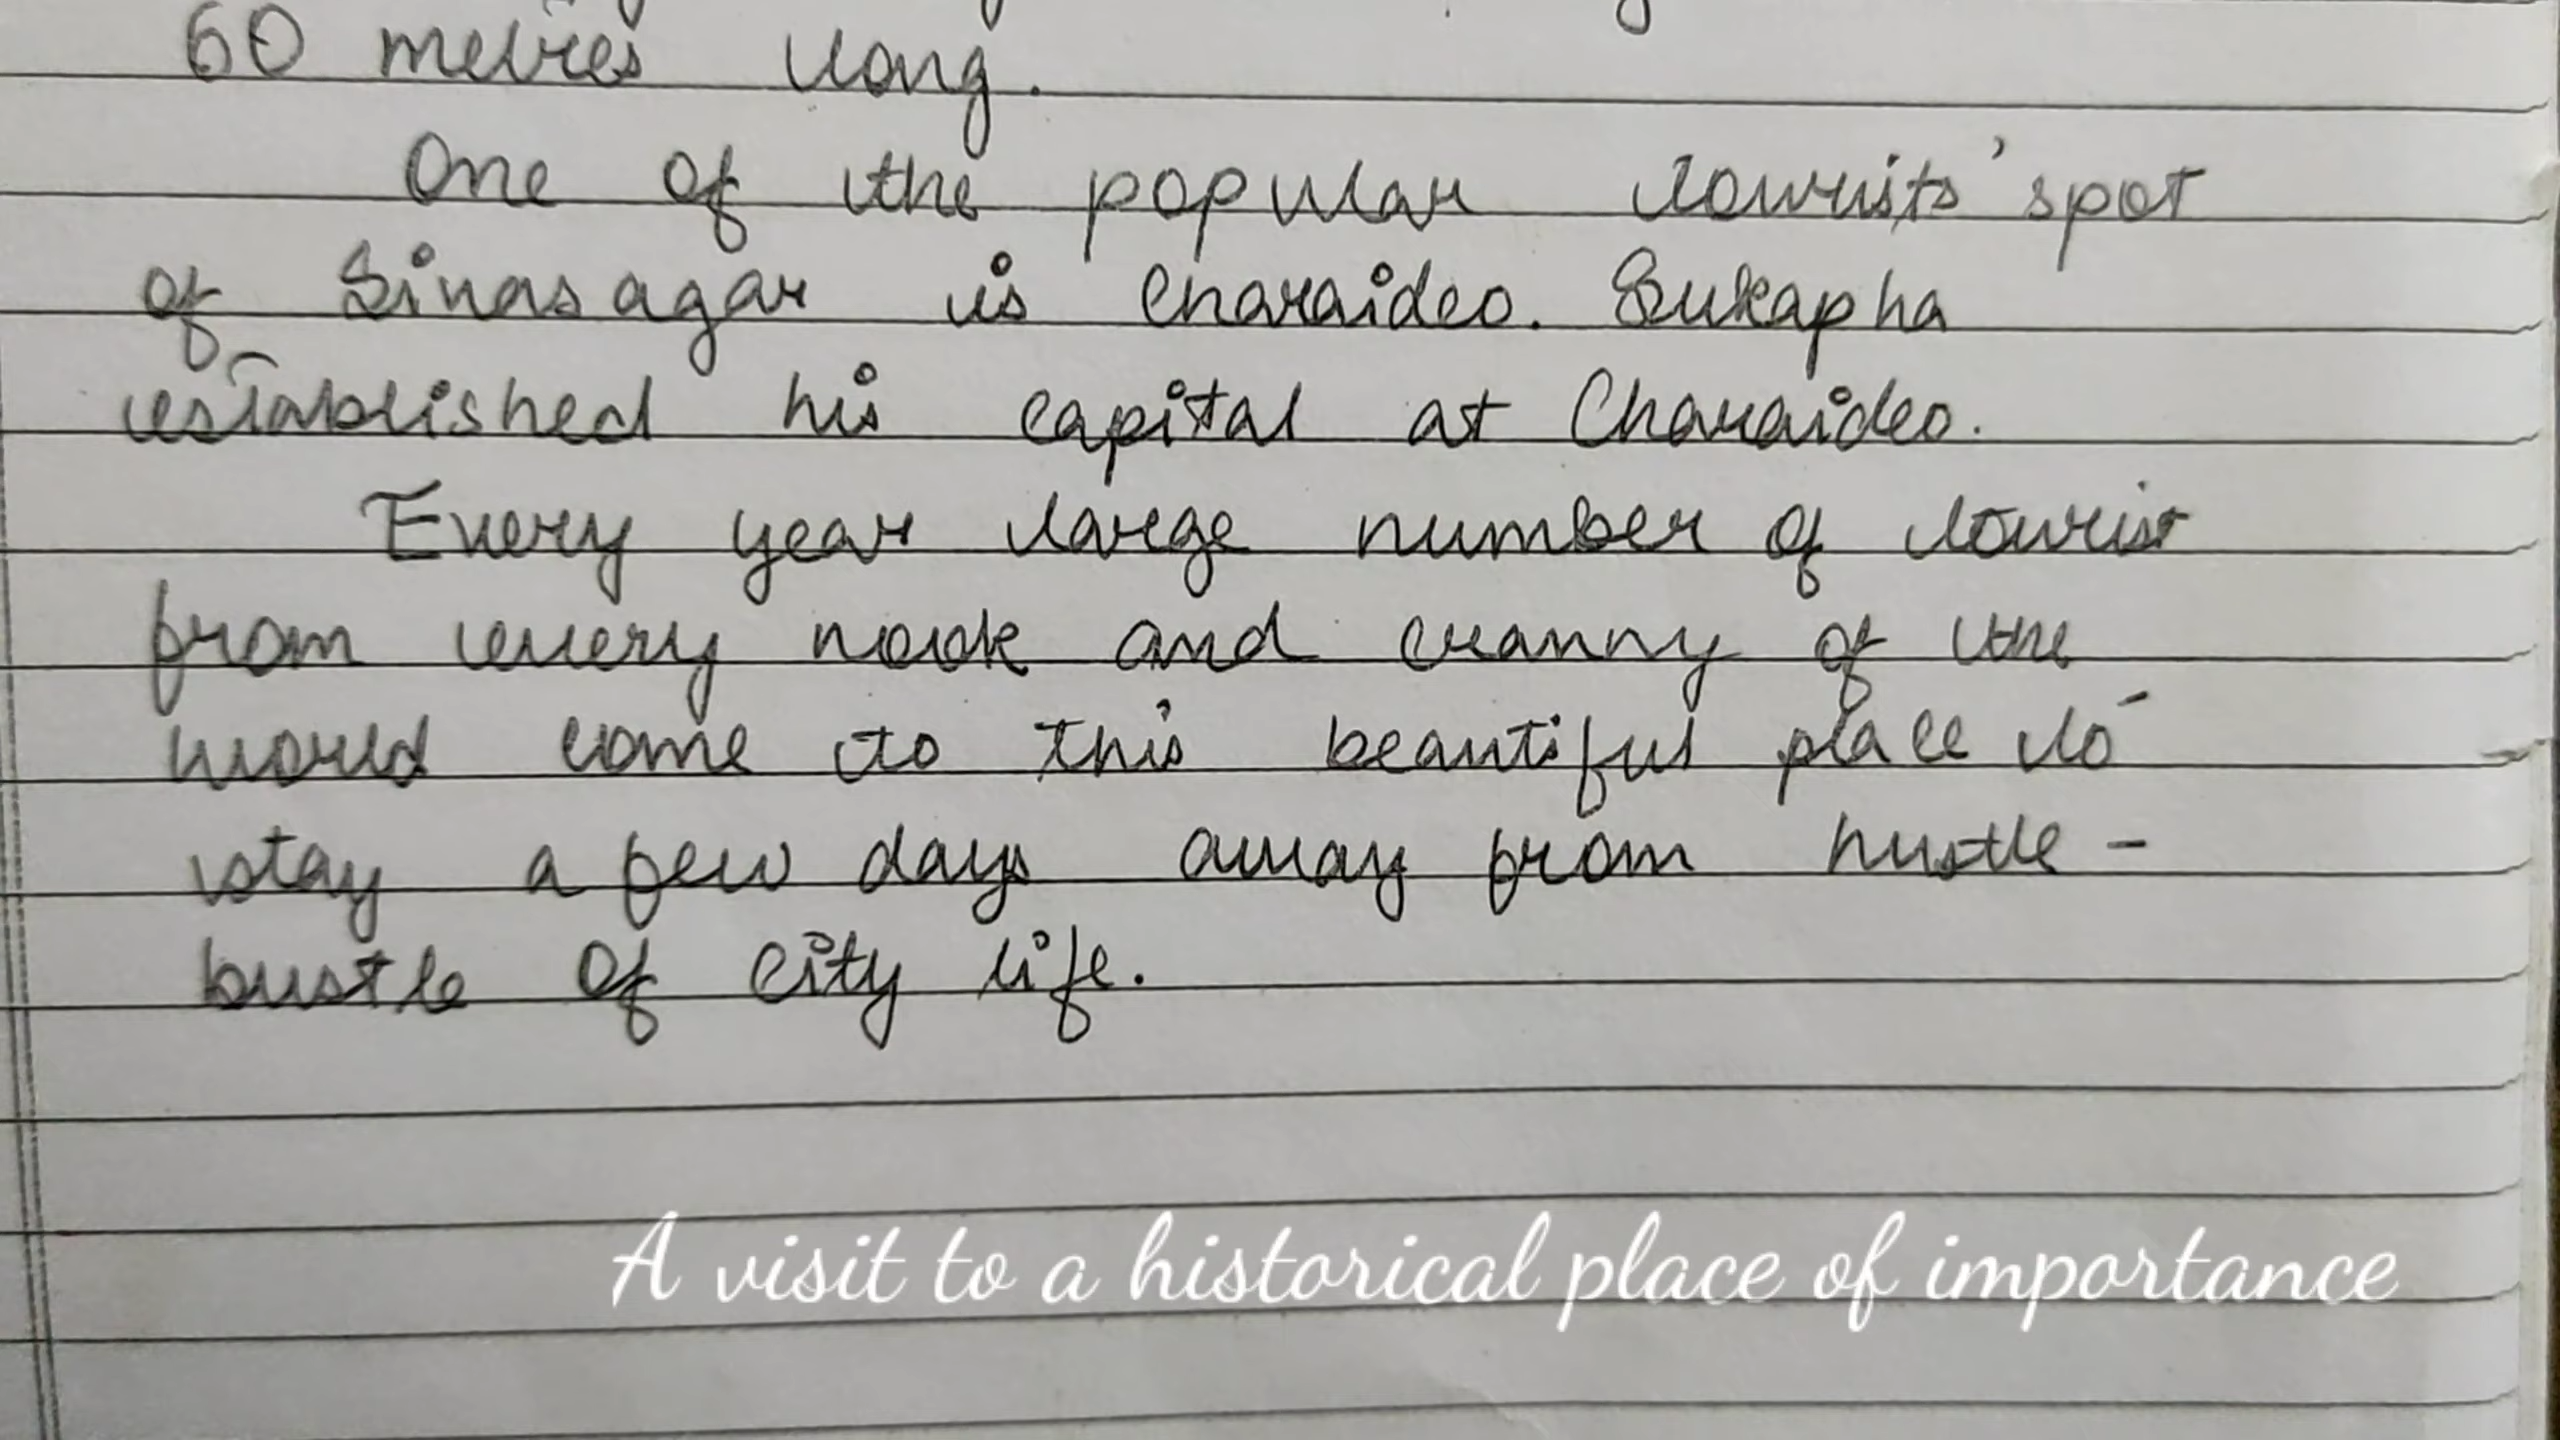 60 metres long.
One of the popular tourists' spot
of Sivasagar is Charaideo. Sukapha
established his capital at Charaideo.
Every year large number of tourist
from every nook and cranny of the
world come to this beautiful place to
stay a few days away from hustle -
bustle of city life.
A visit to a historical place of importance